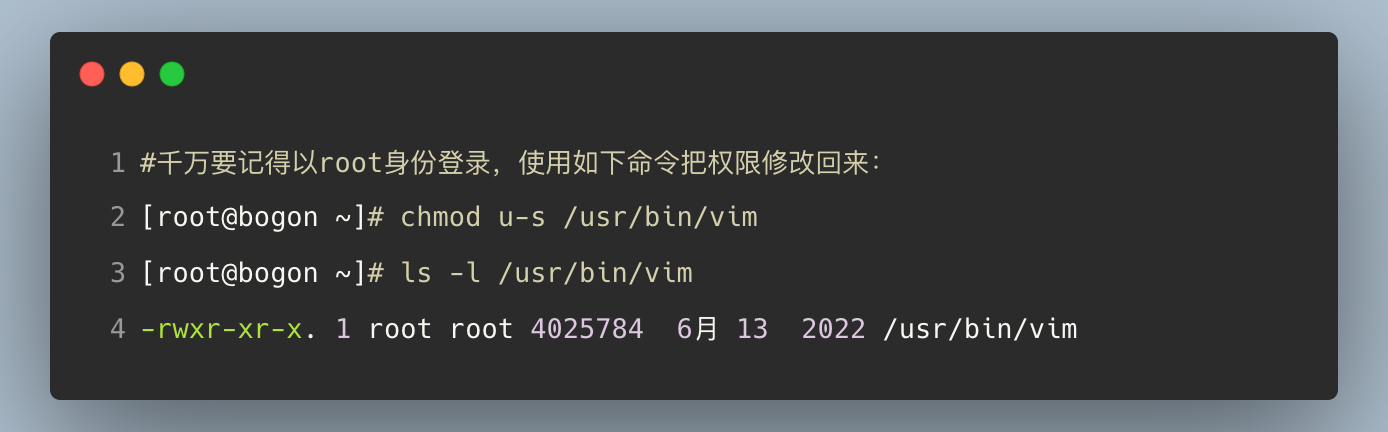 1 #千万要记得以root身份登录，使用如下命令把权限修改回来：
2 [root@bogon ~]# chmod u-s /usr/bin/vim
3 [root@bogon ~]# ls -l /usr/bin/vim
4 -rwxr-xr-x. 1 root root 4025784  6月 13  2022 /usr/bin/vim